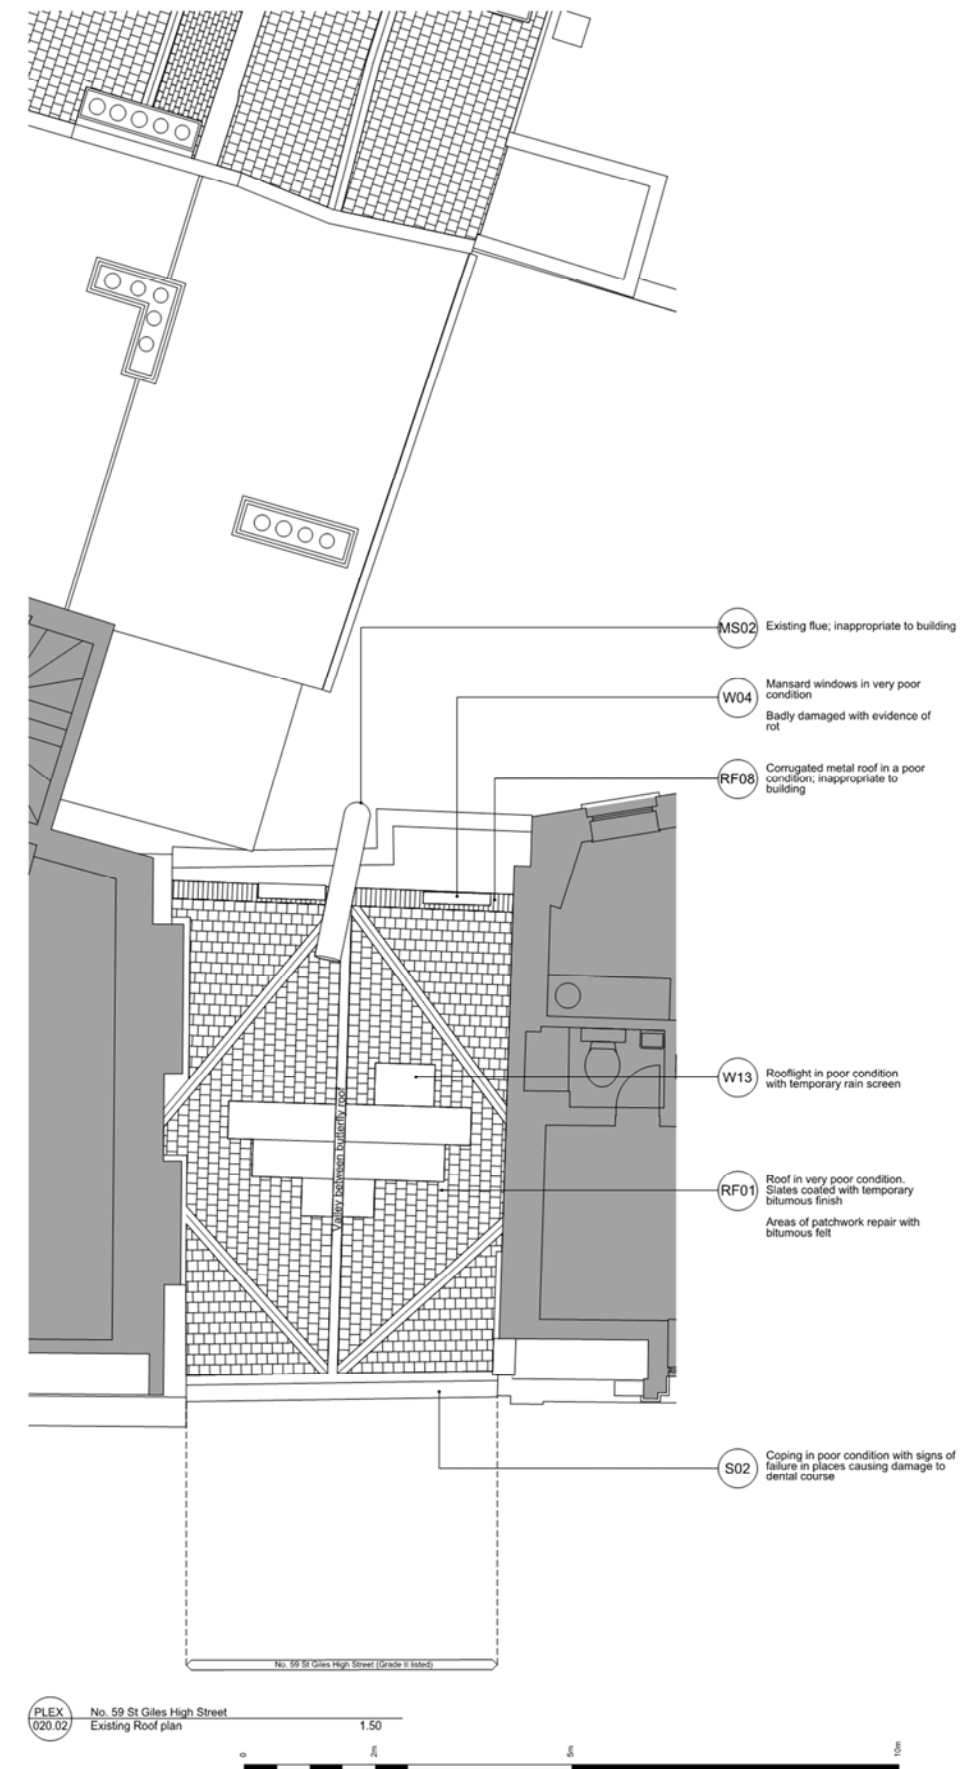 MS02
Existing flue; inappropriate to building
W04
Mansard windows in very poor
condition
Badly damaged with evidence of
rot
RF08
Corrugated metal roof in a poor
condition; inappropriate to
building
W13
Rooflight in poor condition
with temporary rain screen
Valley between butterfly roof
RF01
Roof in very poor condition.
Slates coated with temporary
bitumous finish
Areas of patchwork repair with
bitumous felt
S02
Coping in poor condition with signs of
failure in places causing damage to
dental course
No. 59 St Giles High Street (Grade II listed)
PLEX
020.02
No. 59 St Giles High Street
Existing Roof plan
1.50
0
2m
5m
10m